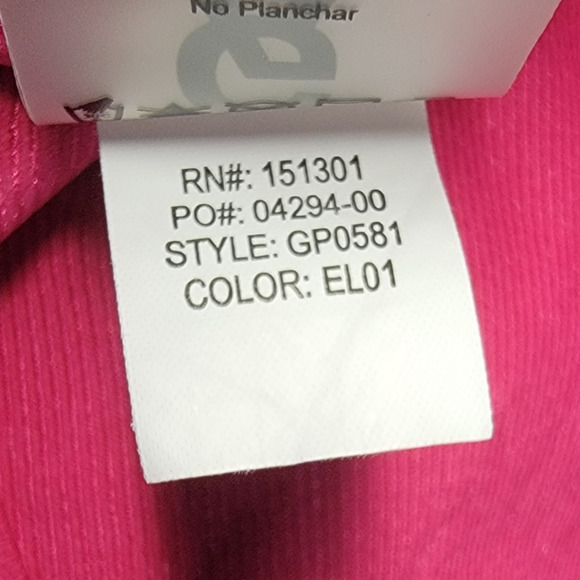 No Planchar
RN#: 151301
PO#: 04294-00
STYLE: GP0581
COLOR: EL01